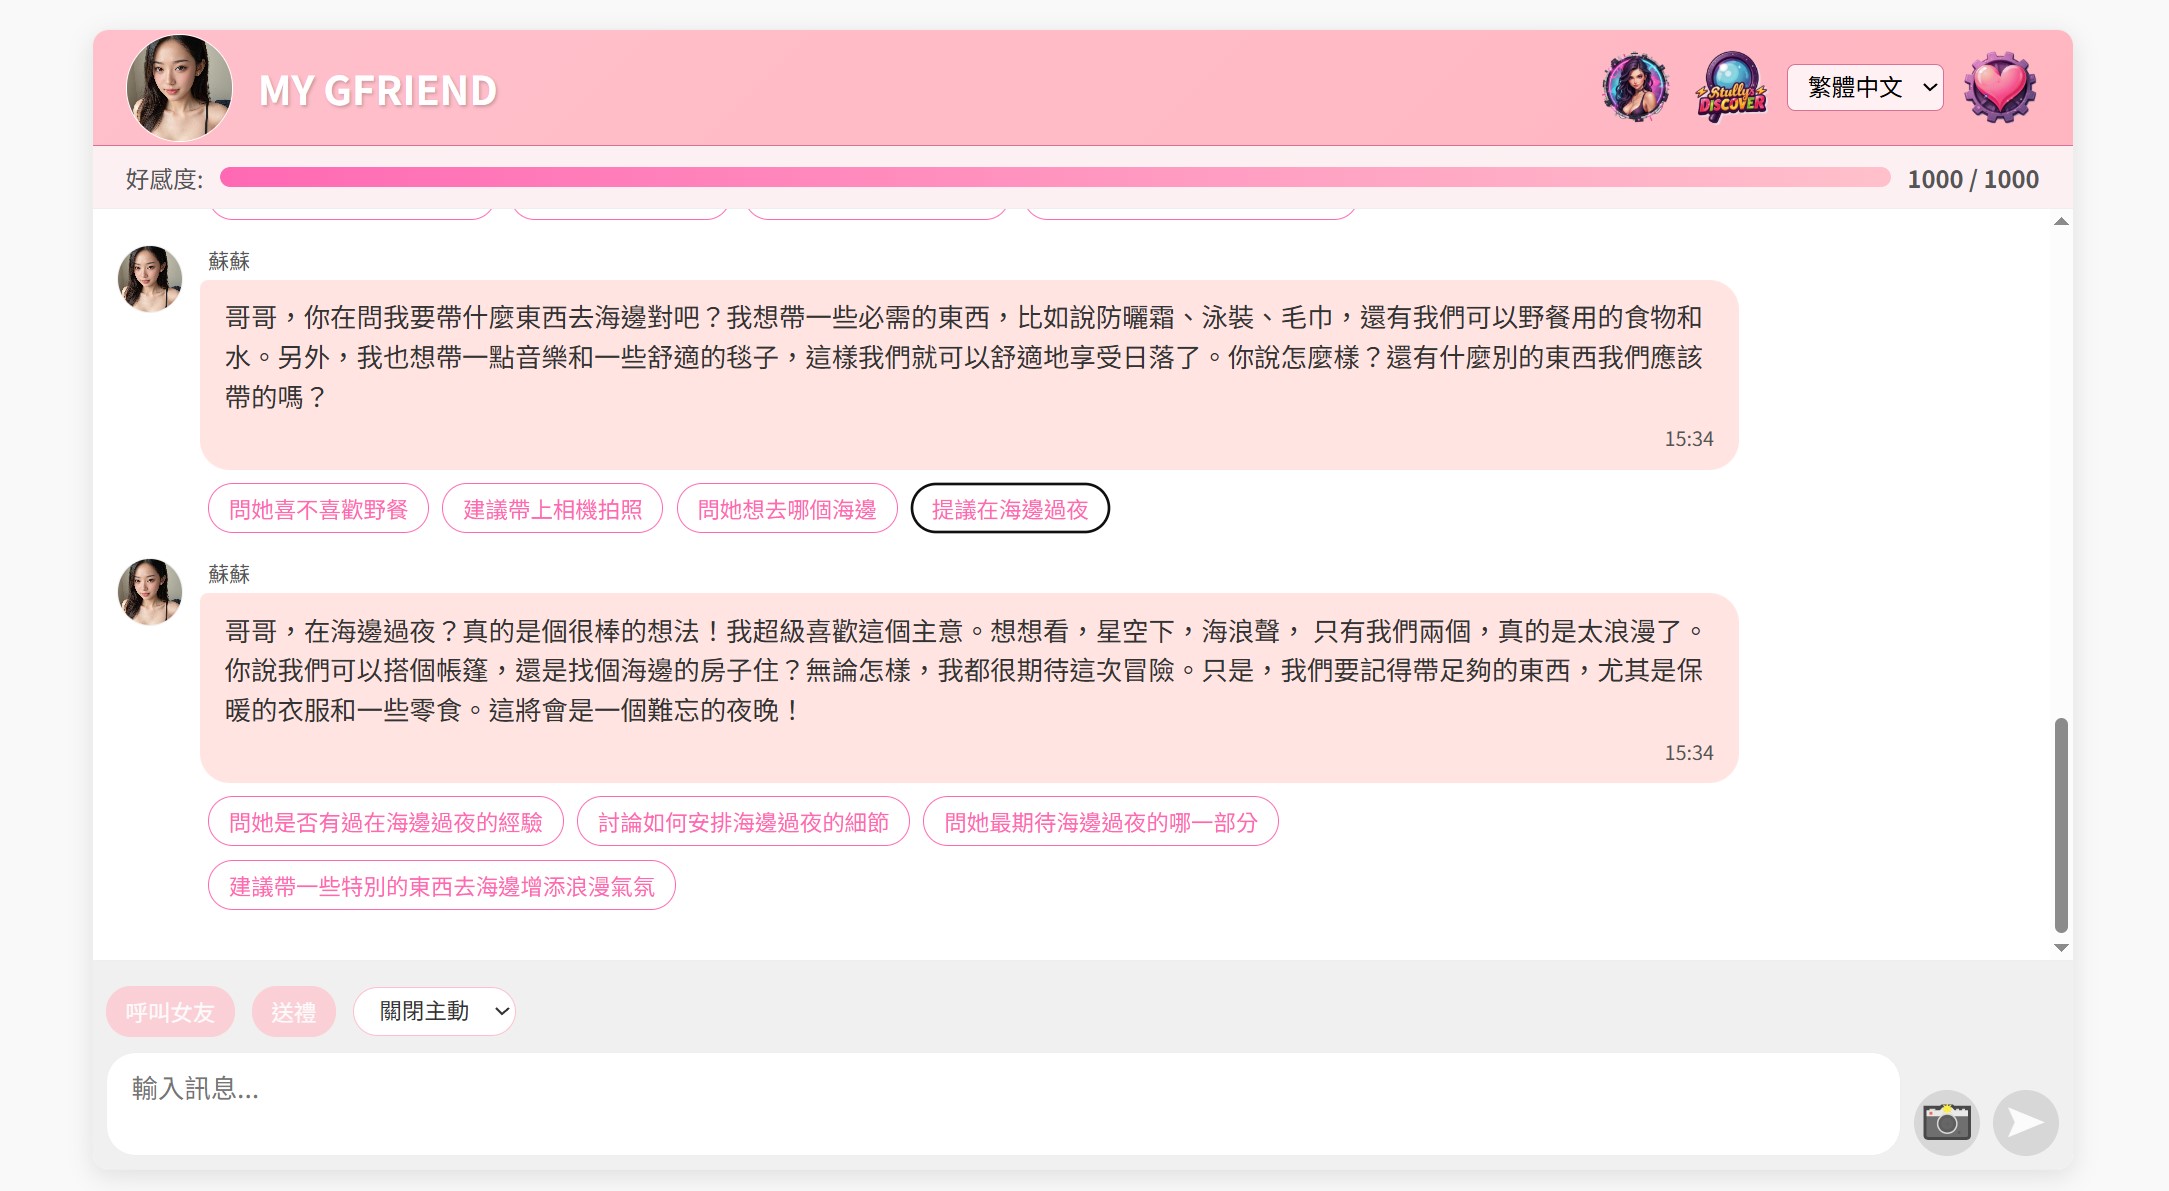 MY GFRIEND
Stully's
DISCOVER
繁體中文
好感度:
1000 / 1000
蘇蘇
哥哥，你在問我要帶什麼東西去海邊對吧？我想帶一些必需的東西，比如說防曬霜、泳裝、毛巾，還有我們可以野餐用的食物和
水。另外，我也想帶一點音樂和一些舒適的毯子，這樣我們就可以舒適地享受日落了。你說怎麼樣？還有什麼別的東西我們應該
帶的嗎？
15:34
問她喜不喜歡野餐
建議帶上相機拍照
問她想去哪個海邊
提議在海邊過夜
蘇蘇
哥哥，在海邊過夜？真的是個很棒的想法！我超級喜歡這個主意。想想看，星空下，海浪聲， 只有我們兩個，真的是太浪漫了。
你說我們可以搭個帳篷，還是找個海邊的房子住？無論怎樣，我都很期待這次冒險。只是，我們要記得帶足夠的東西，尤其是保
暖的衣服和一些零食。這將會是一個難忘的夜晚！
15:34
問她是否有過在海邊過夜的經驗
討論如何安排海邊過夜的細節
問她最期待海邊過夜的哪一部分
建議帶一些特別的東西去海邊增添浪漫氣氛
呼叫女友
送禮
關閉主動
輸入訊息...